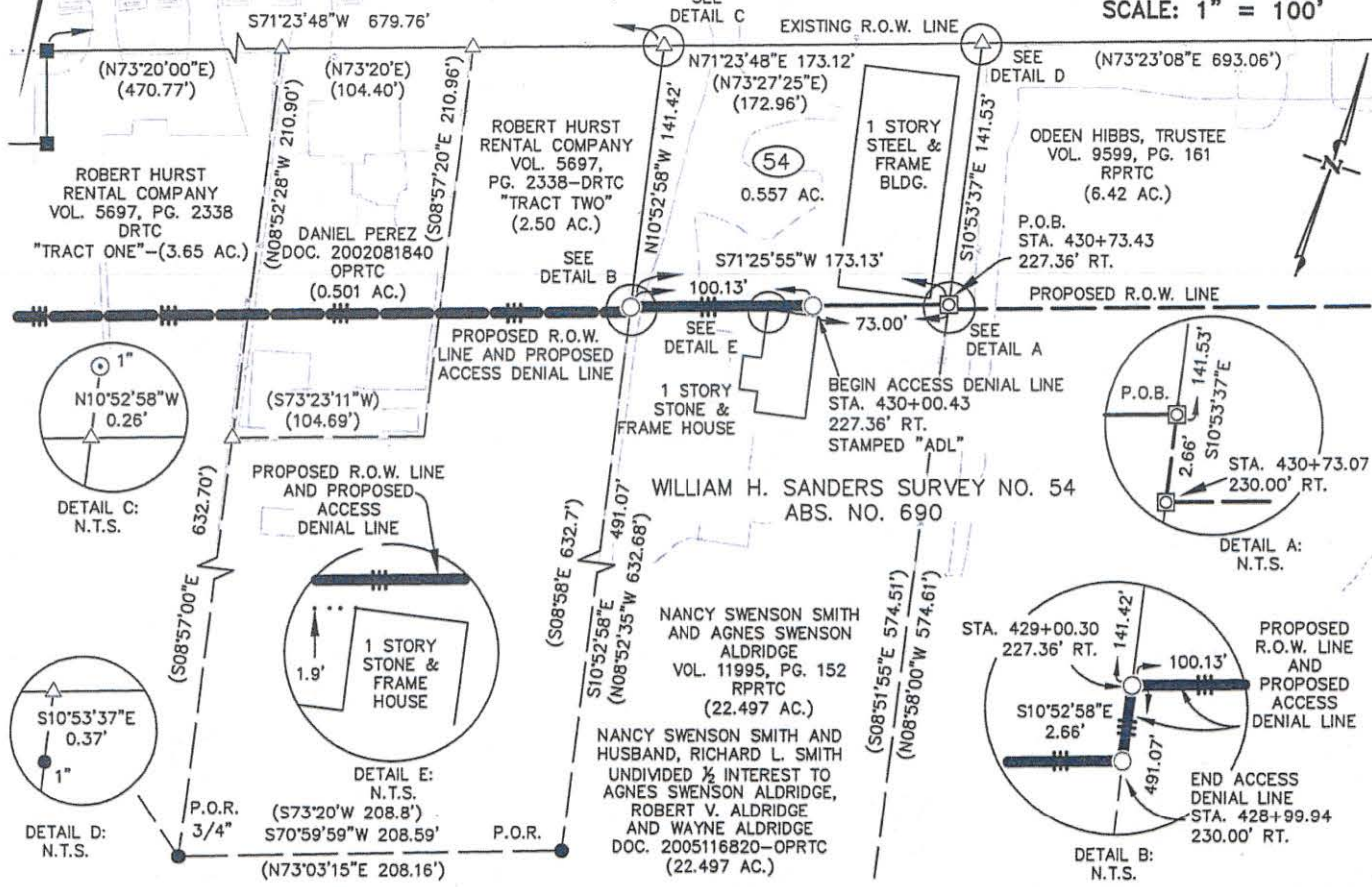 SEE
DETAIL C
SCALE: 1" = 100'
S71°23'48"W 679.76'
EXISTING R.O.W. LINE
(N73°20'00"E)
(470.77')
(N73°20'E)
(104.40')
N71°23'48"E 173.12'
(N73°27'25"E)
(172.96')
SEE
DETAIL D
(N73°23'08"E 693.06')
(N08°52'28"W 210.90')
(S08°57'20"E 210.96')
N10°52'58"W 141.42'
S10°53'37"E 141.53'
ROBERT HURST
RENTAL COMPANY
VOL. 5697, PG. 2338
DRTC
"TRACT ONE"-(3.65 AC.)
DANIEL PEREZ
DOC. 2002081840
OPRTC
(0.501 AC.)
ROBERT HURST
RENTAL COMPANY
VOL. 5697,
PG. 2338-DRTC
"TRACT TWO"
(2.50 AC.)
54
0.557 AC.
1 STORY
STEEL &
FRAME
BLDG.
ODEEN HIBBS, TRUSTEE
VOL. 9599, PG. 161
RPRTC
(6.42 AC.)
N
SEE
DETAIL B
S71°25'55"W 173.13'
100.13'
73.00'
P.O.B.
STA. 430+73.43
227.36' RT.
PROPOSED R.O.W. LINE
PROPOSED R.O.W.
LINE AND PROPOSED
ACCESS DENIAL LINE
SEE
DETAIL E
SEE
DETAIL A
1 STORY
STONE &
FRAME HOUSE
BEGIN ACCESS DENIAL LINE
STA. 430+00.43
227.36' RT.
STAMPED "ADL"
1"
N10°52'58"W
0.26'
DETAIL C:
N.T.S.
(S73°23'11"W)
(104.69')
P.O.B.
141.53'
S10°53'37"E
2.66'
STA. 430+73.07
230.00' RT.
DETAIL A:
N.T.S.
WILLIAM H. SANDERS SURVEY NO. 54
ABS. NO. 690
PROPOSED R.O.W. LINE
AND PROPOSED
ACCESS
DENIAL LINE
1.9'
1 STORY
STONE &
FRAME
HOUSE
DETAIL E:
N.T.S.
(S08°57'00"E 632.70')
(S08°58'E 632.7')
S10°52'58"E 491.07'
(N08°52'35"W 632.68')
(S08°51'55"E 574.51')
(N08°58'00"W 574.61')
NANCY SWENSON SMITH
AND AGNES SWENSON
ALDRIDGE
VOL. 11995, PG. 152
RPRTC
(22.497 AC.)
NANCY SWENSON SMITH AND
HUSBAND, RICHARD L. SMITH
UNDIVIDED ½ INTEREST TO
AGNES SWENSON ALDRIDGE,
ROBERT V. ALDRIDGE
AND WAYNE ALDRIDGE
DOC. 2005116820-OPRTC
(22.497 AC.)
STA. 429+00.30
227.36' RT.
141.42'
100.13'
PROPOSED
R.O.W. LINE
AND
PROPOSED
ACCESS
DENIAL LINE
S10°52'58"E
2.66'
491.07'
END ACCESS
DENIAL LINE
STA. 428+99.94
230.00' RT.
DETAIL B:
N.T.S.
S10°53'37"E
0.37'
1"
DETAIL D:
N.T.S.
P.O.R.
3/4"
(S73°20'W 208.8')
S70°59'59"W 208.59'
(N73°03'15"E 208.16')
P.O.R.